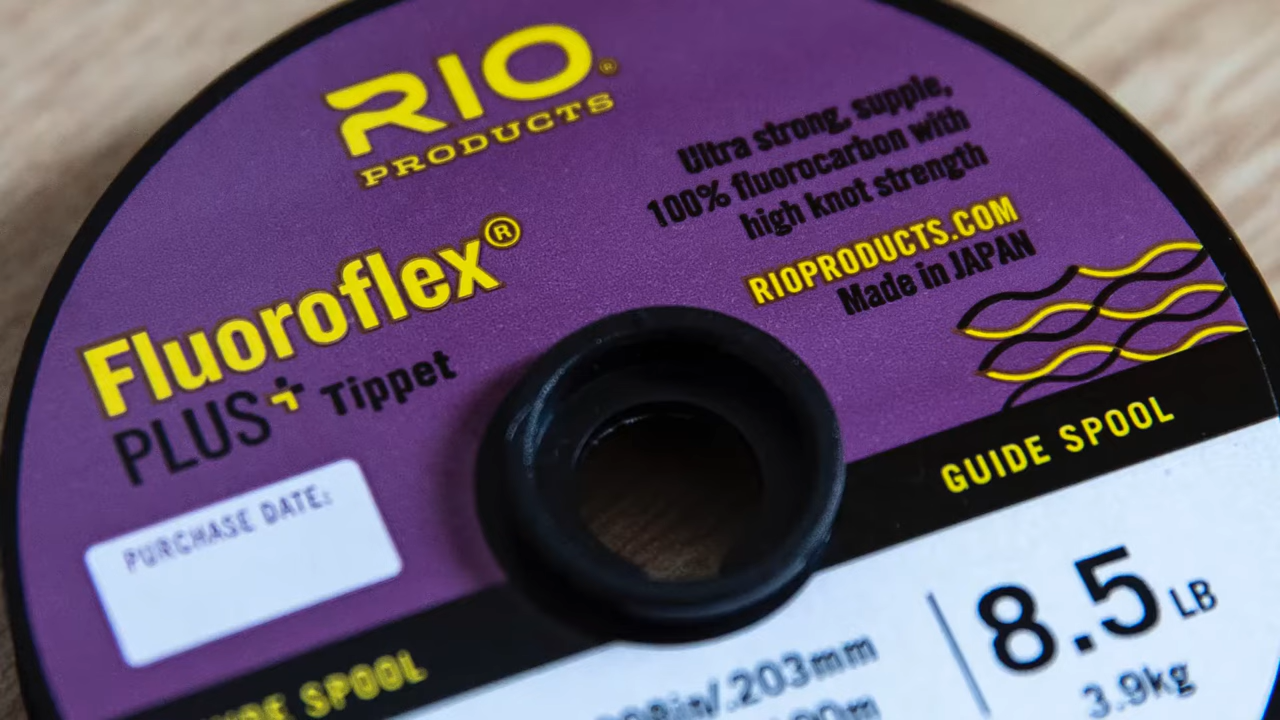 RIO®
PRODUCTS
Ultra strong, supple,
100% fluorocarbon with
high knot strength
RIOPRODUCTS.COM
Made in JAPAN
Fluoroflex®
PLUS+ Tippet
PURCHASE DATE:
GUIDE SPOOL
8.5 LB
3.9kg
.203mm
SPOOL